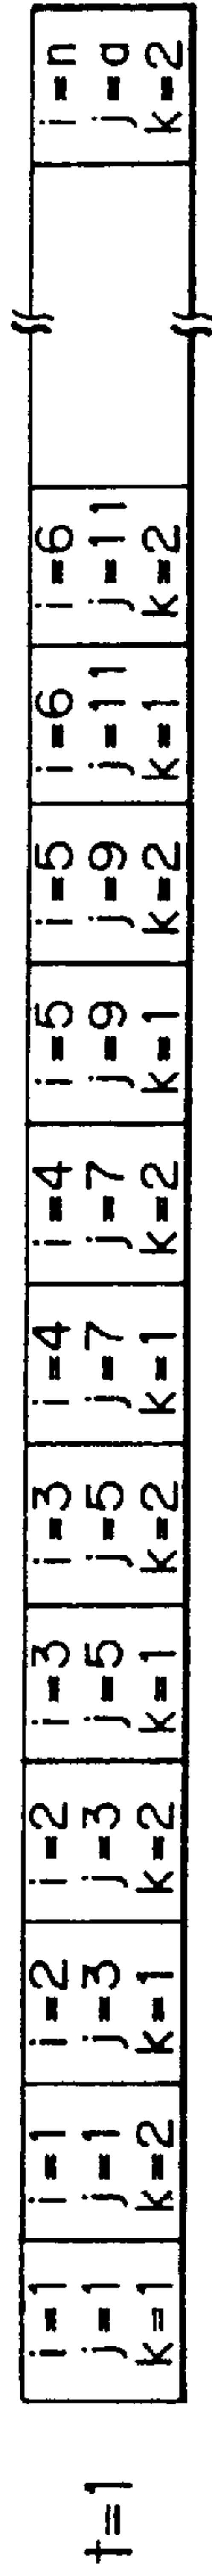 t=1
i=1
j=1
k=1
i=1
j=1
k=2
i=2
j=3
k=1
i=2
j=3
k=2
i=3
j=5
k=1
i=3
j=5
k=2
i=4
j=7
k=1
i=4
j=7
k=2
i=5
j=9
k=1
i=5
j=9
k=2
i=6
j=11
k=1
i=6
j=11
k=2
i=n
j=a
k=2